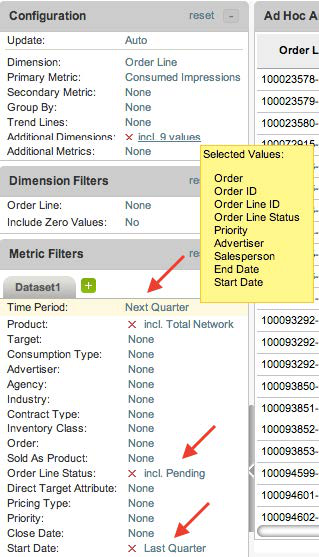 Configuration reset -
Update: Auto
Dimension: Order Line
Primary Metric: Consumed Impressions
Secondary Metric: None
Group By: None
Trend Lines: None
Additional Dimensions: incl. 9 values
Additional Metrics: None
Selected Values:
Order
Order ID
Order Line ID
Order Line Status
Priority
Advertiser
Salesperson
End Date
Start Date
Dimension Filters
Order Line: None
Include Zero Values: No
Metric Filters
Dataset1 +
Time Period: Next Quarter
Product: incl. Total Network
Target: None
Consumption Type: None
Advertiser: None
Agency: None
Industry: None
Contract Type: None
Inventory Class: None
Order: None
Sold As Product: None
Order Line Status: incl. Pending
Direct Target Attribute: None
Pricing Type: None
Priority: None
Close Date: None
Start Date: Last Quarter
Ad Hoc A
Order L
100023578-
100023579-
100023580-
100093292-
100093292-
100093292-
100093850-
100093851-
100093852-
100093853-
100094599-
100094601-
100094602-